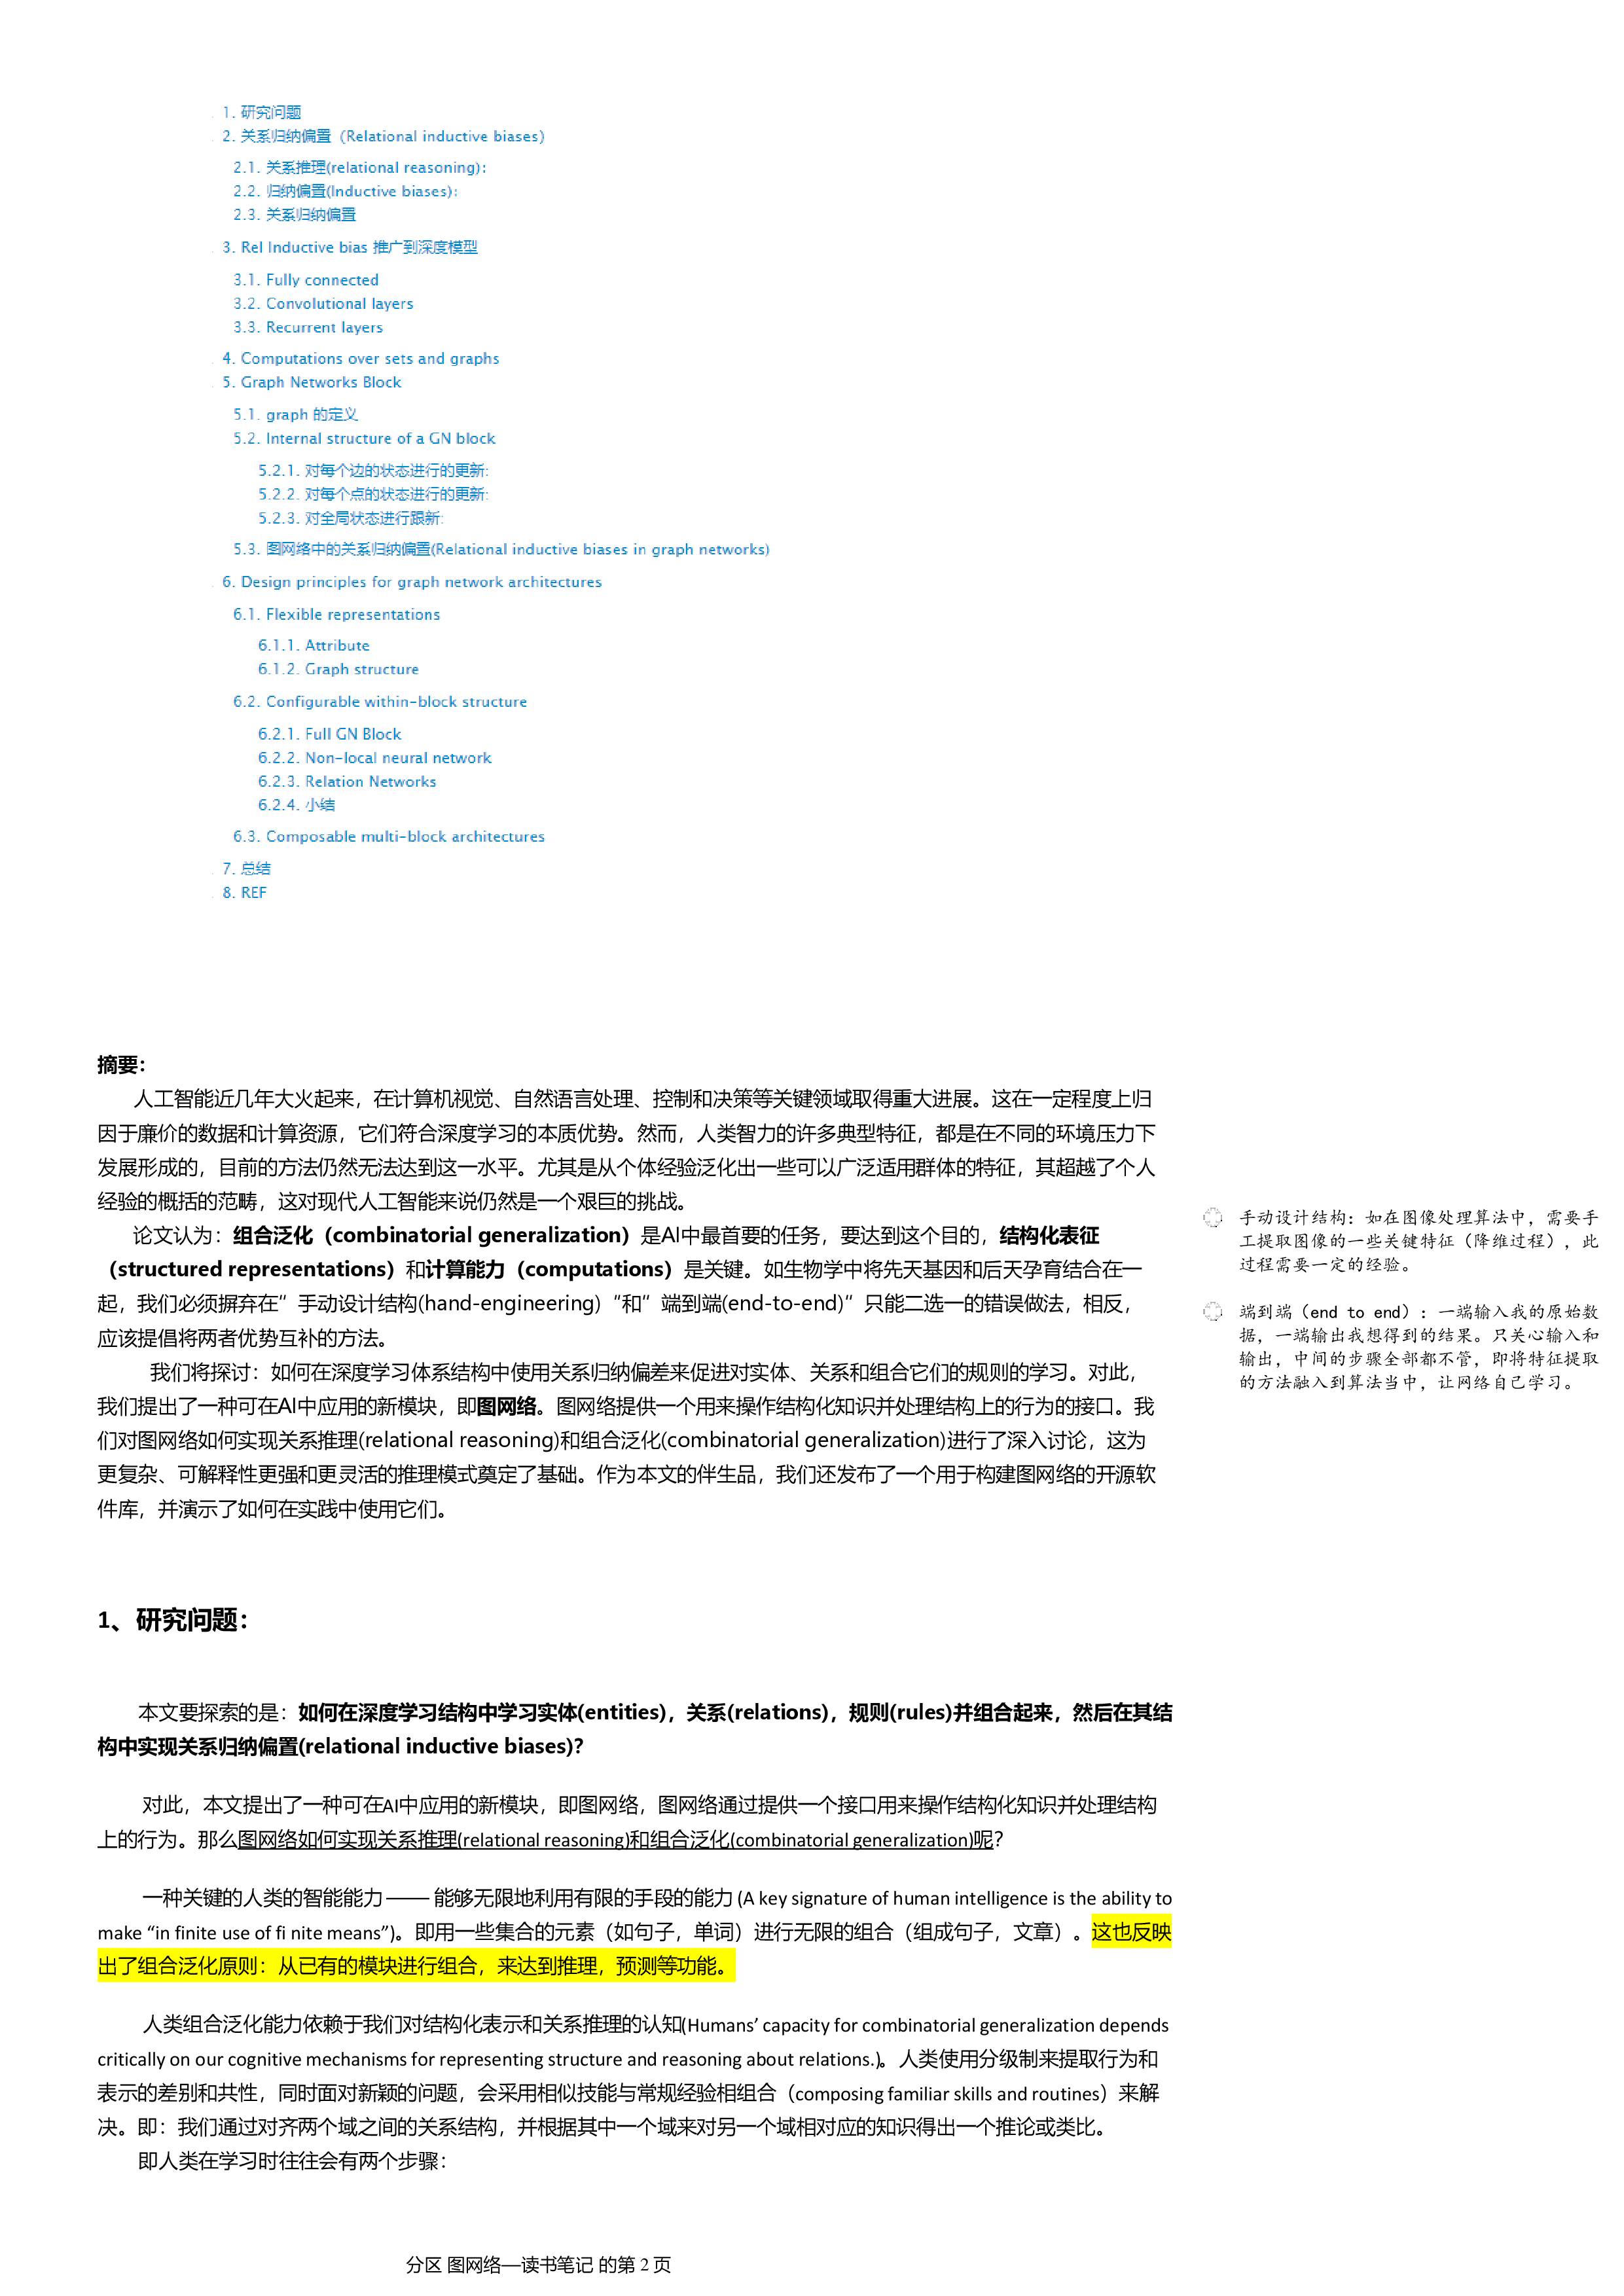 1. 研究问题
2. 关系归纳偏置（Relational inductive biases）
2.1. 关系推理(relational reasoning):
2.2. 归纳偏置(Inductive biases):
2.3. 关系归纳偏置
3. Rel Inductive bias 推广到深度模型
3.1. Fully connected
3.2. Convolutional layers
3.3. Recurrent layers
4. Computations over sets and graphs
5. Graph Networks Block
5.1. graph 的定义
5.2. Internal structure of a GN block
5.2.1. 对每个边的状态进行的更新:
5.2.2. 对每个点的状态进行的更新:
5.2.3. 对全局状态进行跟新:
5.3. 图网络中的关系归纳偏置(Relational inductive biases in graph networks)
6. Design principles for graph network architectures
6.1. Flexible representations
6.1.1. Attribute
6.1.2. Graph structure
6.2. Configurable within-block structure
6.2.1. Full GN Block
6.2.2. Non-local neural network
6.2.3. Relation Networks
6.2.4. 小结
6.3. Composable multi-block architectures
7. 总结
8. REF
摘要：
人工智能近几年大火起来，在计算机视觉、自然语言处理、控制和决策等关键领域取得重大进展。这在一定程度上归
因于廉价的数据和计算资源，它们符合深度学习的本质优势。然而，人类智力的许多典型特征，都是在不同的环境压力下
发展形成的，目前的方法仍然无法达到这一水平。尤其是从个体经验泛化出一些可以广泛适用群体的特征，其超越了个人
经验的概括的范畴，这对现代人工智能来说仍然是一个艰巨的挑战。
论文认为：组合泛化（combinatorial generalization）是AI中最首要的任务，要达到这个目的，结构化表征
（structured representations）和计算能力（computations）是关键。如生物学中将先天基因和后天孕育结合在一
起，我们必须摒弃在”手动设计结构(hand-engineering)“和”端到端(end-to-end)“只能二选一的错误做法，相反，
应该提倡将两者优势互补的方法。
我们将探讨：如何在深度学习体系结构中使用关系归纳偏差来促进对实体、关系和组合它们的规则的学习。对此，
我们提出了一种可在AI中应用的新模块，即图网络。图网络提供一个用来操作结构化知识并处理结构上的行为的接口。我
们对图网络如何实现关系推理(relational reasoning)和组合泛化(combinatorial generalization)进行了深入讨论，这为
更复杂、可解释性更强和更灵活的推理模式奠定了基础。作为本文的伴生品，我们还发布了一个用于构建图网络的开源软
件库，并演示了如何在实践中使用它们。
手动设计结构：如在图像处理算法中，需要手
工提取图像的一些关键特征（降维过程），此
过程需要一定的经验。
端到端（end to end）：一端输入我的原始数
据，一端输出我想得到的结果。只关心输入和
输出，中间的步骤全部都不管，即将特征提取
的方法融入到算法当中，让网络自己学习。
1、研究问题：
本文要探索的是：如何在深度学习结构中学习实体(entities)，关系(relations)，规则(rules)并组合起来，然后在其结
构中实现关系归纳偏置(relational inductive biases)?
对此，本文提出了一种可在AI中应用的新模块，即图网络，图网络通过提供一个接口用来操作结构化知识并处理结构
上的行为。那么图网络如何实现关系推理(relational reasoning)和组合泛化(combinatorial generalization)呢?
一种关键的人类的智能能力 —— 能够无限地利用有限的手段的能力 (A key signature of human intelligence is the ability to
make “in finite use of fi nite means”)。即用一些集合的元素（如句子，单词）进行无限的组合（组成句子，文章）。这也反映
出了组合泛化原则：从已有的模块进行组合，来达到推理，预测等功能。
人类组合泛化能力依赖于我们对结构化表示和关系推理的认知(Humans’ capacity for combinatorial generalization depends
critically on our cognitive mechanisms for representing structure and reasoning about relations.)。人类使用分级制来提取行为和
表示的差别和共性，同时面对新颖的问题，会采用相似技能与常规经验相组合（composing familiar skills and routines）来解
决。即：我们通过对齐两个域之间的关系结构，并根据其中一个域来对另一个域相对应的知识得出一个推论或类比。
即人类在学习时往往会有两个步骤：
分区 图网络—读书笔记 的第 2 页